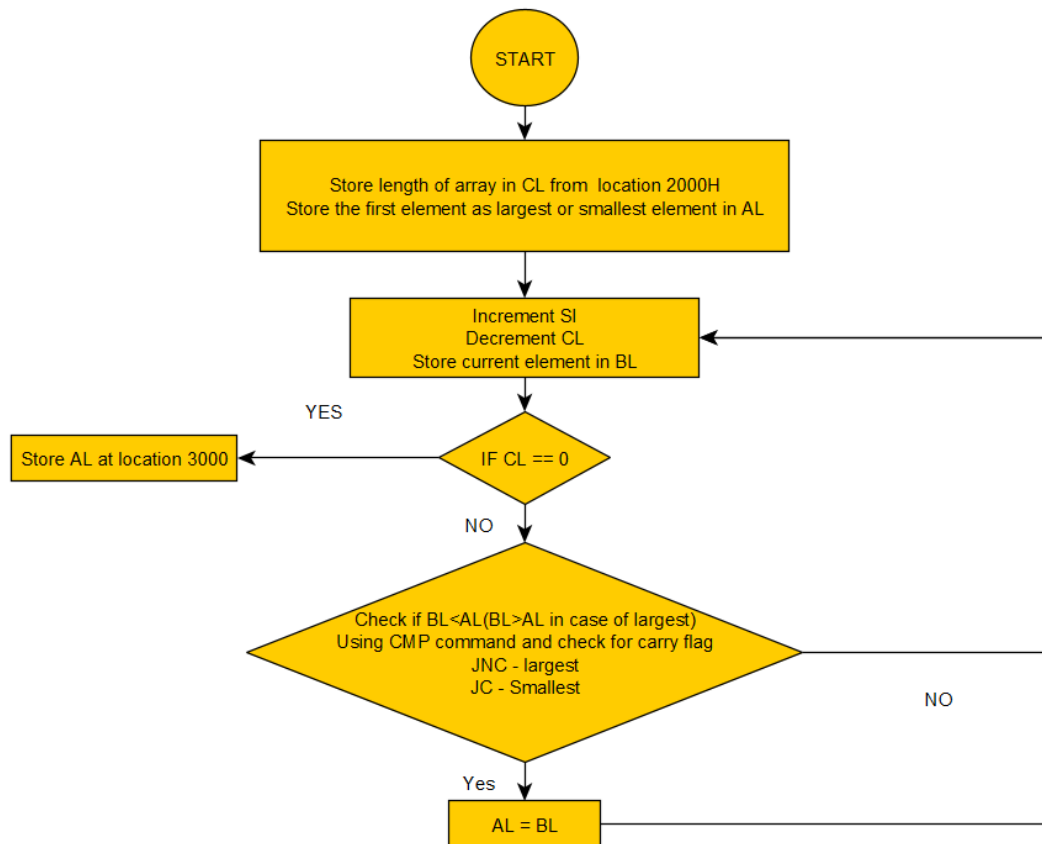 START
Store length of array in CL from location 2000H
Store the first element as largest or smallest element in AL
Increment SI
Decrement CL
Store current element in BL
YES
Store AL at location 3000
IF CL == 0
NO
Check if BL<AL(BL>AL in case of largest)
Using CMP command and check for carry flag
JNC - largest
JC - Smallest
NO
Yes
AL = BL